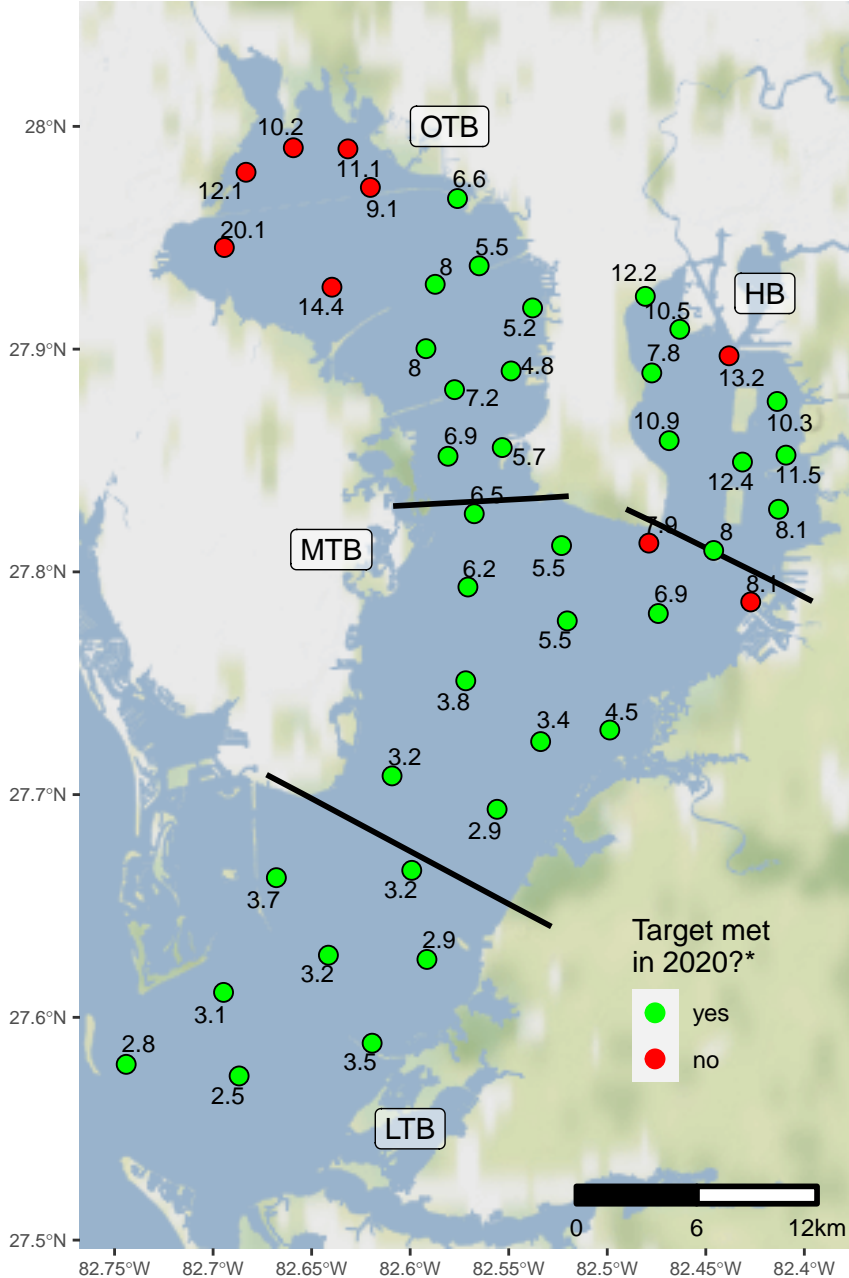 28°N
27.9°N
27.8°N
27.7°N
27.6°N
27.5°N
OTB
10.2
11.1
12.1
9.1
6.6
20.1
5.5
8
14.4
5.2
12.2
HB
10.5
8
4.8
7.8
13.2
7.2
10.3
6.9
5.7
10.9
12.4
11.5
6.5
7.9
8.1
MTB
5.5
8
6.2
8.1
6.9
5.5
3.8
3.4
4.5
3.2
2.9
3.7
3.2
2.9
3.2
3.1
2.8
3.5
2.5
LTB
Target met
in 2020?*
yes
no
0 6 12km
82.75°W 82.7°W 82.65°W 82.6°W 82.55°W 82.5°W 82.45°W 82.4°W